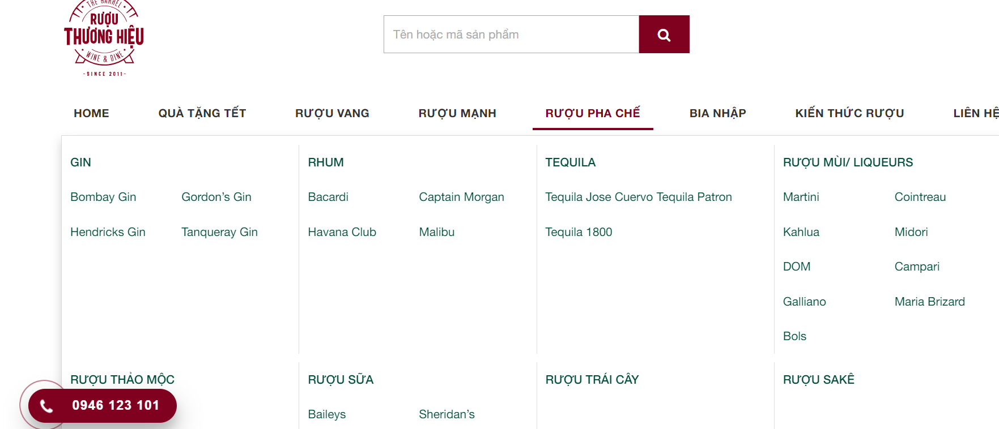 THE BARREL
RƯỢU
THƯƠNG HIỆU
WINE & DINE
-SINCE 2011-
Tên hoặc mã sản phẩm
HOME QUÀ TẶNG TẾT RƯỢU VANG RƯỢU MẠNH RƯỢU PHA CHẾ BIA NHẬP KIẾN THỨC RƯỢU LIÊN HỆ
GIN RHUM TEQUILA RƯỢU MÙI/ LIQUEURS
Bombay Gin Gordon’s Gin Bacardi Captain Morgan Tequila Jose Cuervo Tequila Patron Martini Cointreau
Hendricks Gin Tanqueray Gin Havana Club Malibu Tequila 1800 Kahlua Midori
DOM Campari
Galliano Maria Brizard
Bols
RƯỢU THẢO MỘC RƯỢU SỮA RƯỢU TRÁI CÂY RƯỢU SAKÊ
0946 123 101
Baileys Sheridan’s